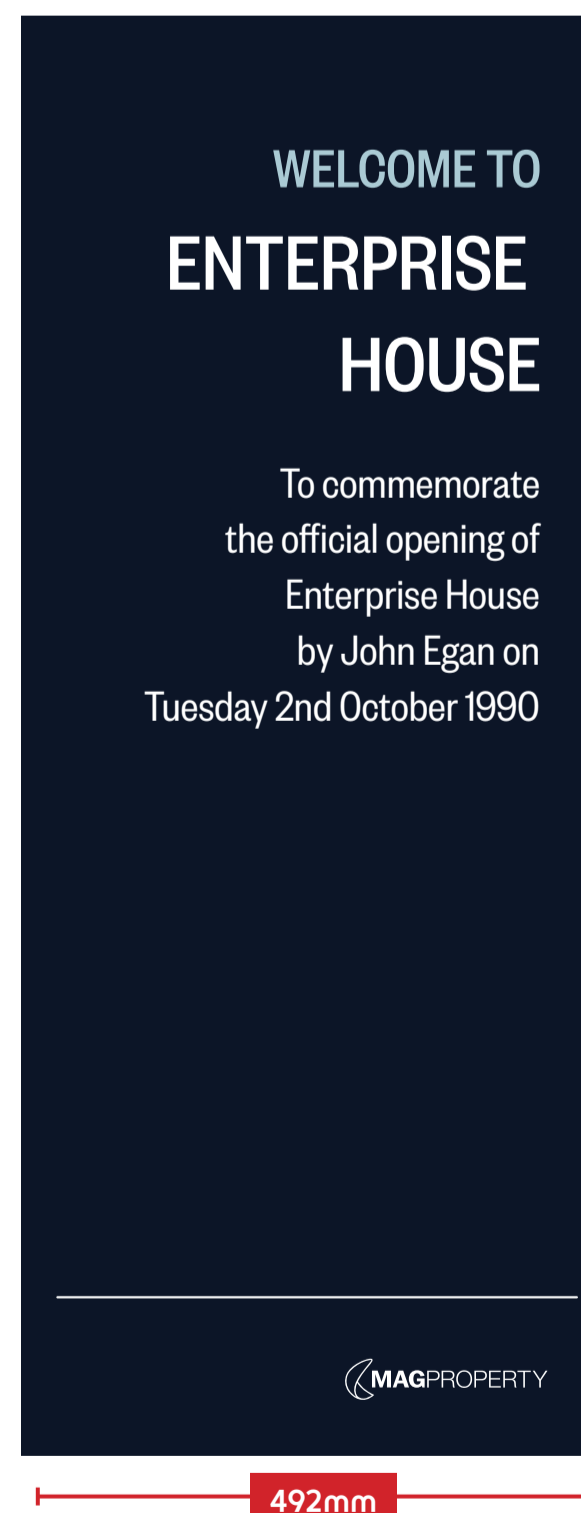 WELCOME TO
ENTERPRISE
HOUSE
To commemorate
the official opening of
Enterprise House
by John Egan on
Tuesday 2nd October 1990
MAGPROPERTY
492mm